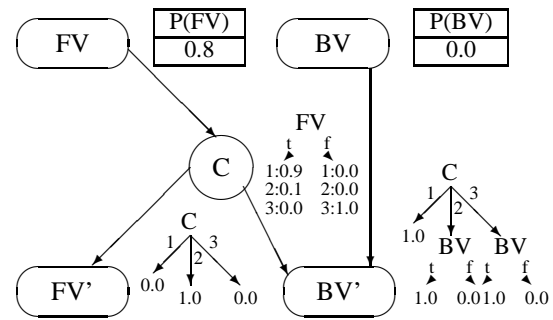 FV
P(FV)
0.8
BV
P(BV)
0.0
FV
t f
1:0.9 1:0.0
2:0.1 2:0.0
3:0.0 3:1.0
C
C
1 2 3
0.0 1.0 0.0
C
1 2 3
1.0
BV BV
t f t f
1.0 0.0 1.0 0.0
FV'
BV'